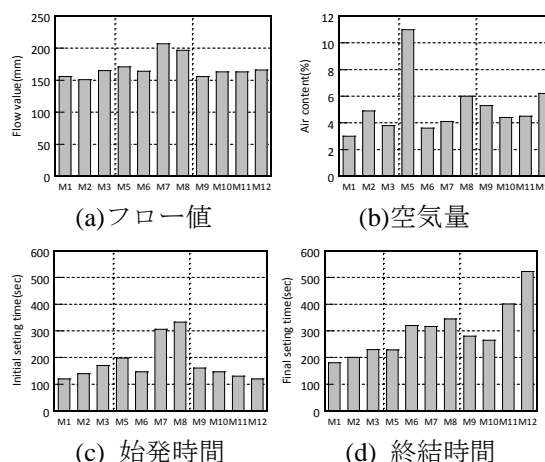 250
200
150
100
50
0
Flow value(mm)
M1 M2 M3 M5 M6 M7 M8 M9 M10 M11 M12
(a)フロー値
12
10
8
6
4
2
0
Air content(%)
M1 M2 M3 M5 M6 M7 M8 M9 M10 M11 M1
(b)空気量
600
500
400
300
200
100
0
Initial seting time(sec)
M1 M2 M3 M5 M6 M7 M8 M9 M10 M11 M12
(c) 始発時間
600
500
400
300
200
100
0
Final seting time(sec)
M1 M2 M3 M5 M6 M7 M8 M9 M10 M11 M12
(d) 終結時間